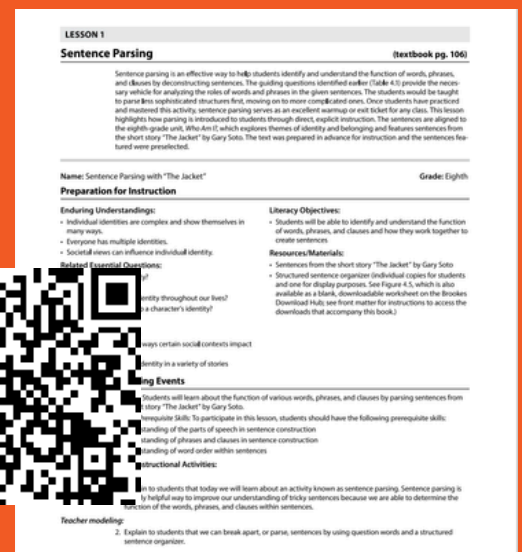 LESSON 1
Sentence Parsing (textbook pg. 106)
Sentence parsing is an effective way to help students identify and understand the function of words, phrases,
and clauses by deconstructing sentences. The guiding questions identified earlier (Table 4.1) provide the neces-
sary vehicle for analyzing the roles of words and phrases in the given sentences. The students would be taught
to parse less sophisticated structures first, moving on to more complicated ones. Once students have practiced
and mastered this activity, sentence parsing serves as an excellent warmup or exit ticket for any class. This lesson
highlights how parsing is introduced to students through direct, explicit instruction. The sentences are aligned to
the eighth-grade unit, Who Am I?, which explores themes of identity and belonging and features sentences from
the short story "The Jacket" by Gary Soto. The text was prepared in advance for instruction and the sentences fea-
tured were preselected.
Name: Sentence Parsing with "The Jacket" Grade: Eighth
Preparation for Instruction
Enduring Understandings:
• Individual identities are complex and show themselves in
many ways.
• Everyone has multiple identities.
• Societal views can influence individual identity.
Related Essential Questions:
y?
entity throughout our lives?
a character's identity?
ways certain social contexts impact
dentity in a variety of stories
Literacy Objectives:
• Students will be able to identify and understand the function
of words, phrases, and clauses and how they work together to
create sentences
Resources/Materials:
• Sentences from the short story "The Jacket" by Gary Soto
• Structured sentence organizer (individual copies for students
and one for display purposes. See Figure 4.5, which is also
available as a blank, downloadable worksheet on the Brookes
Download Hub; see front matter for instructions to access the
downloads that accompany this book.)
ng Events
Students will learn about the function of various words, phrases, and clauses by parsing sentences from
t story "The Jacket" by Gary Soto.
rerequisite Skills: To participate in this lesson, students should have the following prerequisite skills:
standing of the parts of speech in sentence construction
standing of phrases and clauses in sentence construction
standing of word order within sentences
structional Activities:
in to students that today we will learn about an activity known as sentence parsing. Sentence parsing is
ly helpful way to improve our understanding of tricky sentences because we are able to determine the
function of the words, phrases, and clauses within sentences.
Teacher modeling:
2. Explain to students that we can break apart, or parse, sentences by using question words and a structured
sentence organizer.